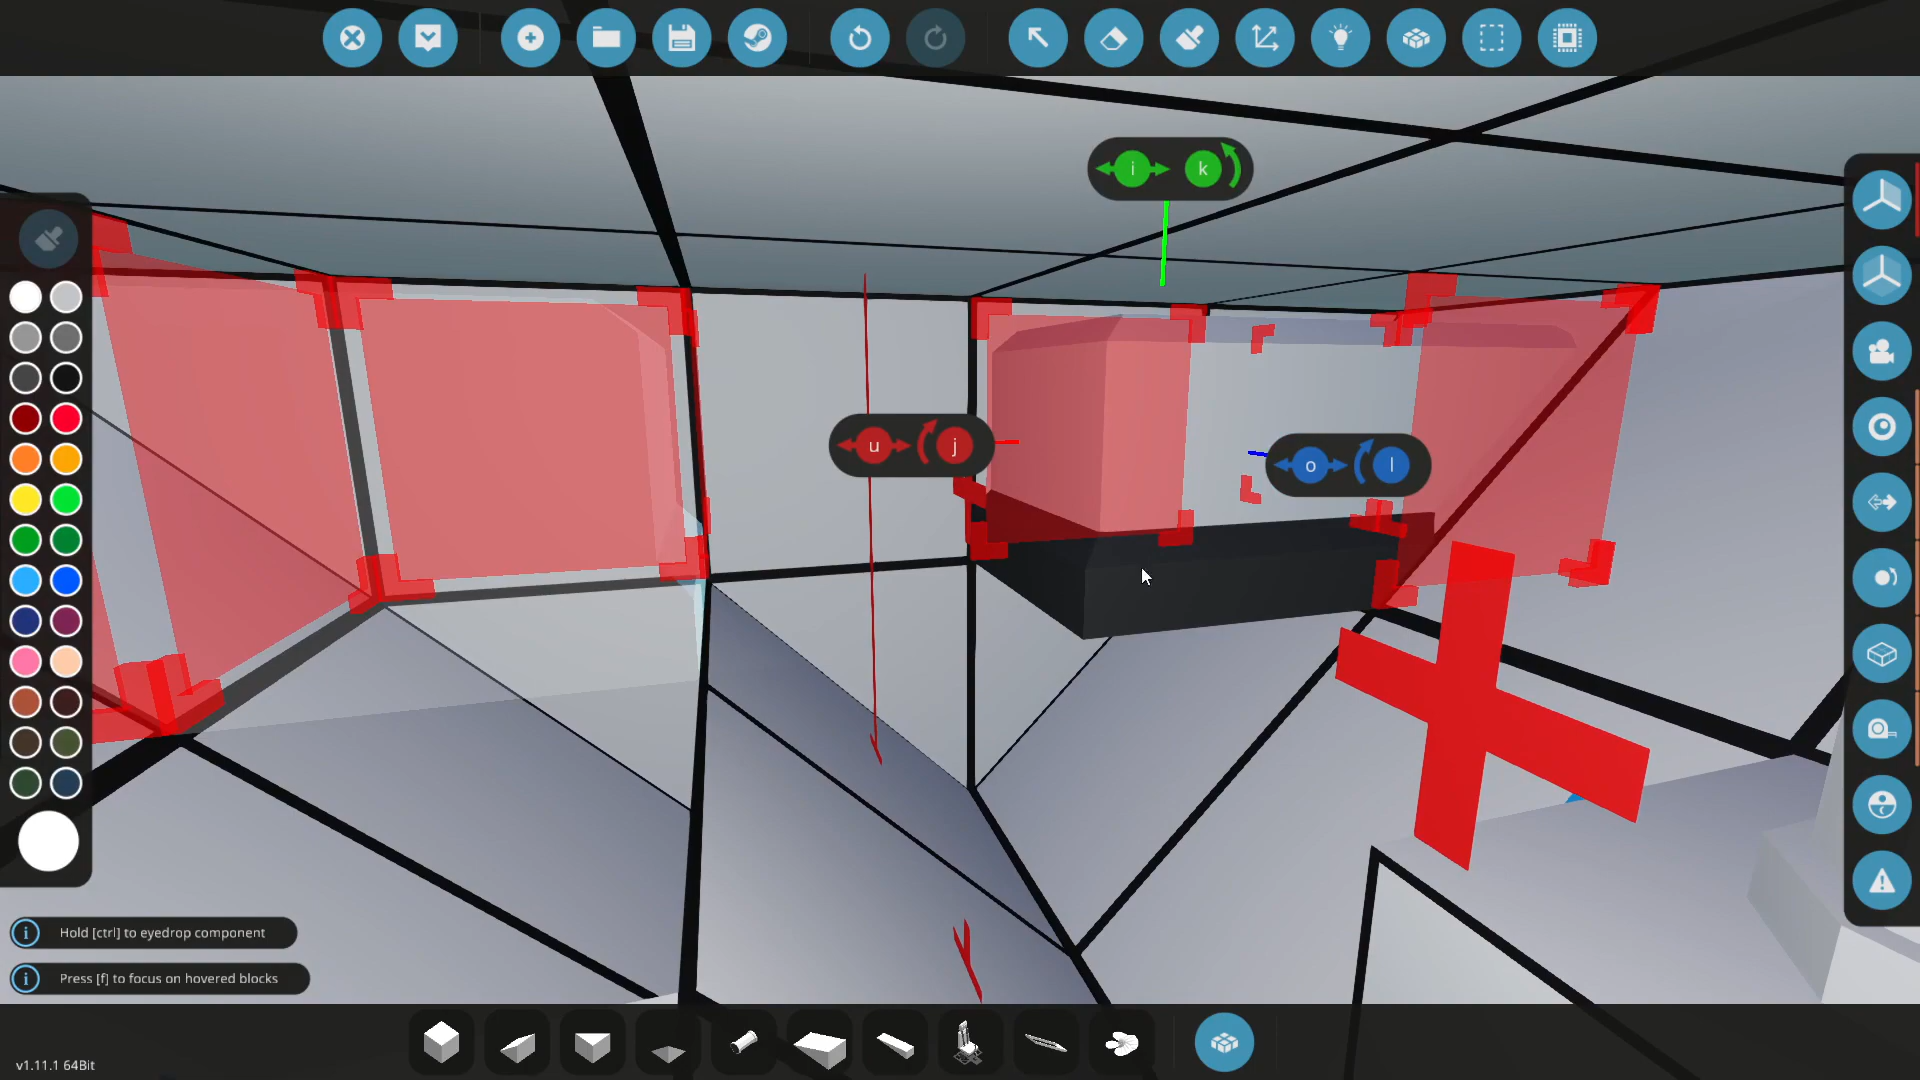 i k
u j
o l
Hold [ctrl] to eyedrop component
Press [f] to focus on hovered blocks
v1.11.1 64Bit